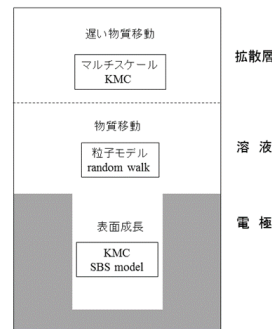 遅い物質移動
マルチスケール
KMC
拡散層
物質移動
粒子モデル
random walk
溶 液
表面成長
KMC
SBS model
電 極